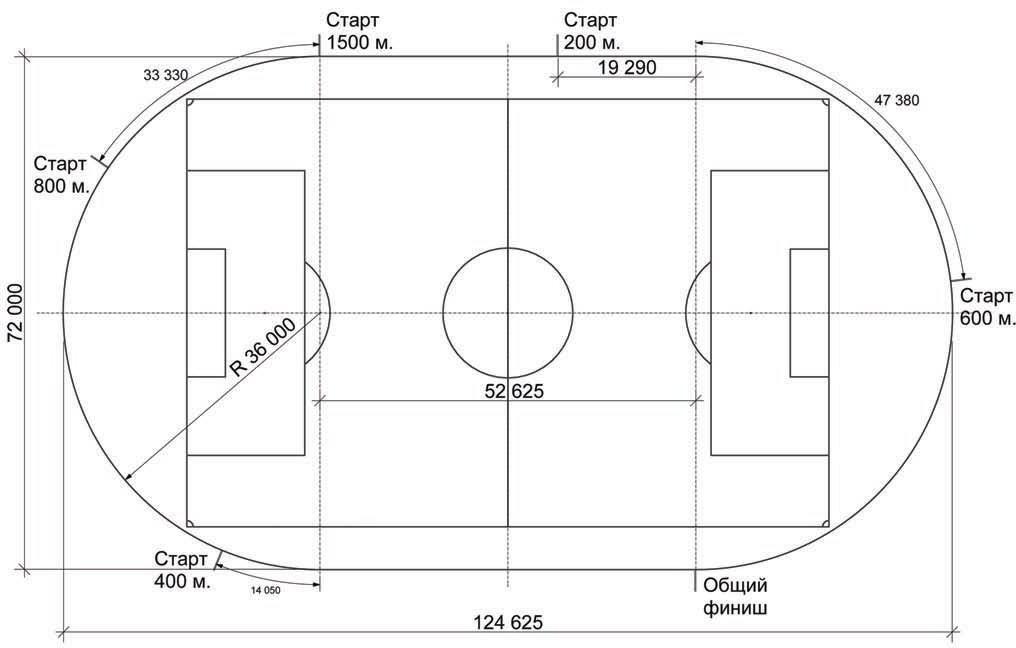 Старт
1500 м.
Старт
200 м.
19 290
33 330
47 380
Старт
800 м.
72 000
R 36 000
Старт
600 м.
52 625
Старт
400 м.
14 050
Общий
финиш
124 625